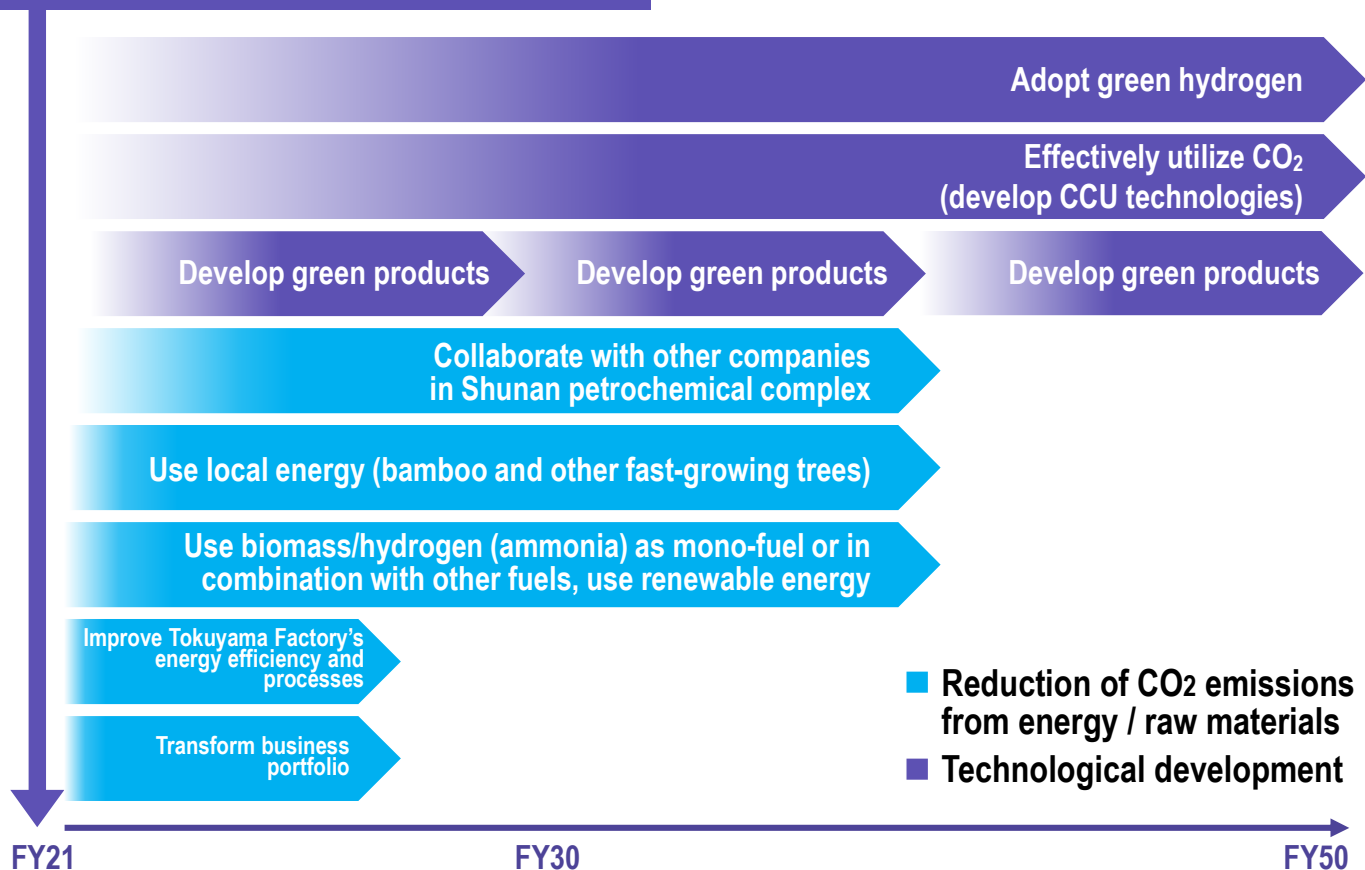 Adopt green hydrogen
Effectively utilize CO₂
(develop CCU technologies)
Develop green products
Develop green products
Develop green products
Collaborate with other companies
in Shunan petrochemical complex
Use local energy (bamboo and other fast-growing trees)
Use biomass/hydrogen (ammonia) as mono-fuel or in
combination with other fuels, use renewable energy
Improve Tokuyama Factory's
energy efficiency and
processes
Transform business
portfolio
Reduction of CO2 emissions
from energy / raw materials
Technological development
FY21
FY30
FY50